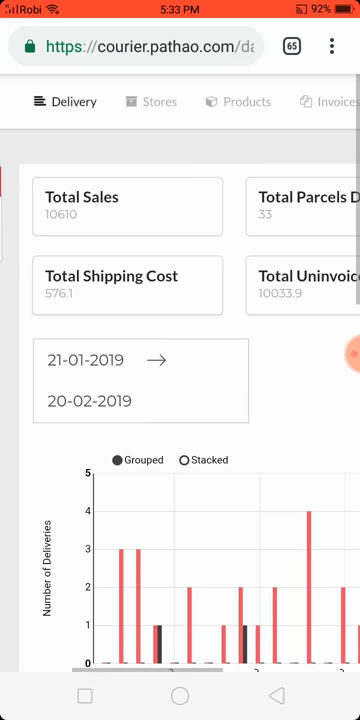 Robi 5:33 PM 92%
https://courier.pathao.com/da 65
Delivery Stores Products Invoices
Total Sales
10610
Total Parcels D
33
Total Shipping Cost
576.1
Total Uninvoic
10033.9
21-01-2019 →
20-02-2019
Grouped Stacked
5
4
3
2
1
0
Number of Deliveries